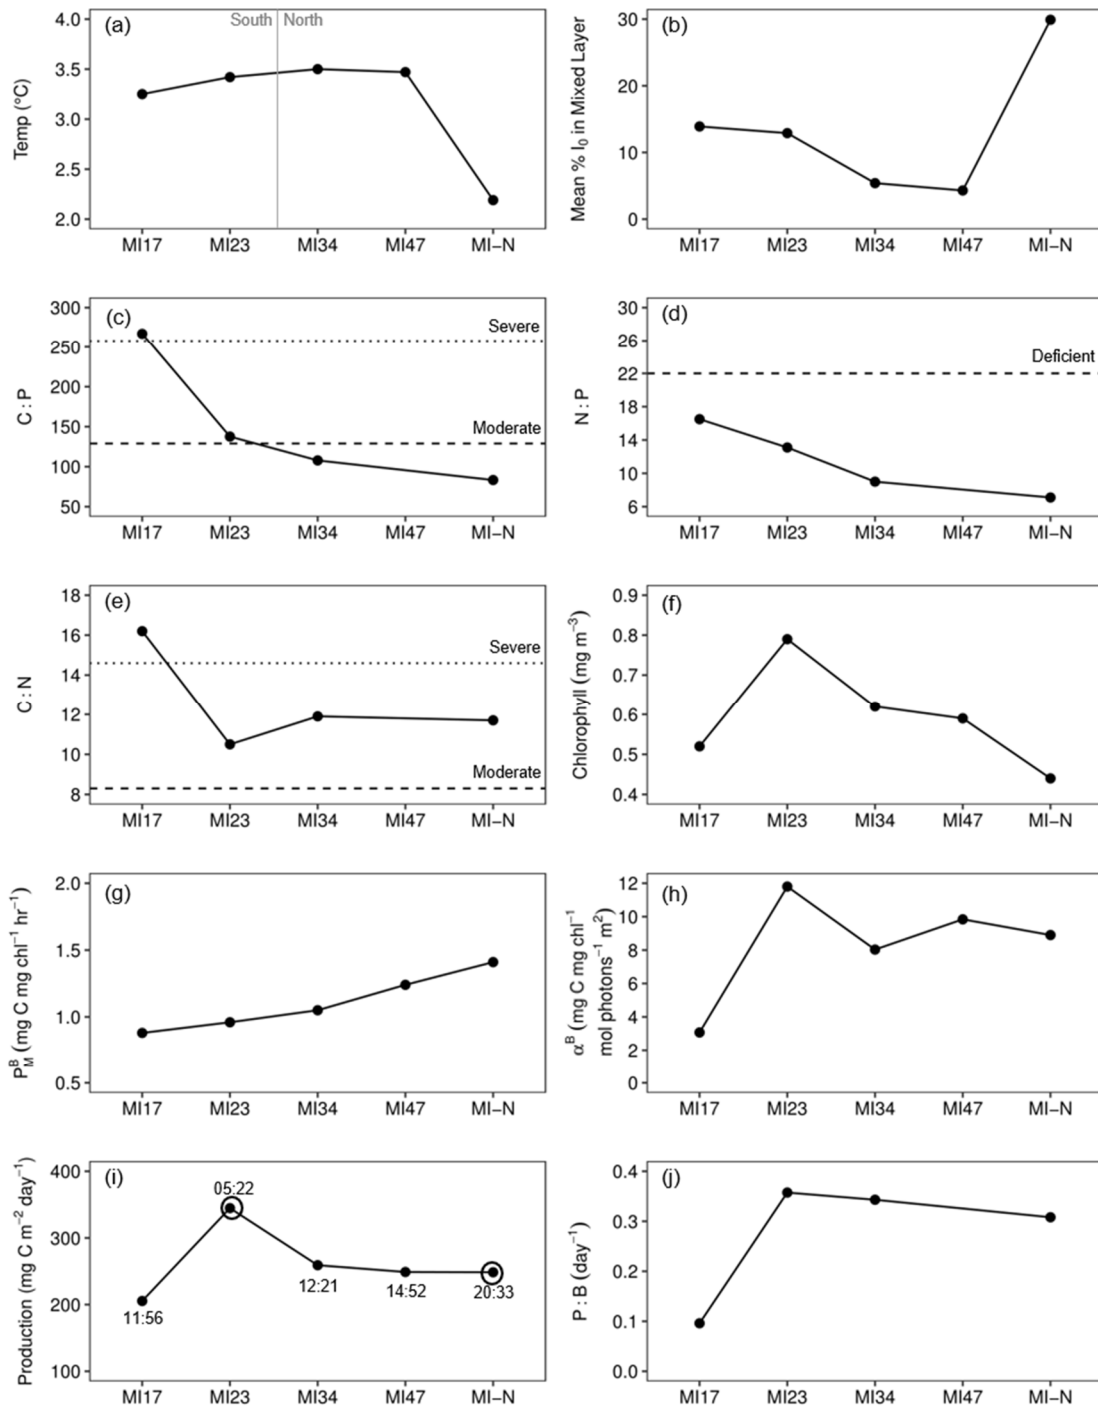 (a)
South
North
Temp (°C)
4.0
3.5
3.0
2.5
2.0
MI17
MI23
MI34
MI47
MI−N
(b)
Mean % I₀ in Mixed Layer
30
20
10
0
MI17
MI23
MI34
MI47
MI−N
(c)
C : P
300
250
200
150
100
50
Severe
Moderate
MI17
MI23
MI34
MI47
MI−N
(d)
N : P
30
26
22
18
14
10
6
Deficient
MI17
MI23
MI34
MI47
MI−N
(e)
C : N
18
16
14
12
10
8
Severe
Moderate
MI17
MI23
MI34
MI47
MI−N
(f)
Chlorophyll (mg m⁻³)
0.9
0.8
0.7
0.6
0.5
0.4
MI17
MI23
MI34
MI47
MI−N
(g)
Pᴮ_M (mg C mg chl⁻¹ hr⁻¹)
2.0
1.5
1.0
0.5
MI17
MI23
MI34
MI47
MI−N
(h)
αᴮ (mg C mg chl⁻¹
mol photons⁻¹ m²)
12
10
8
6
4
2
0
MI17
MI23
MI34
MI47
MI−N
(i)
Production (mg C m⁻² day⁻¹)
400
300
200
100
11:56
05:22
12:21
14:52
20:33
MI17
MI23
MI34
MI47
MI−N
(j)
P : B (day⁻¹)
0.4
0.3
0.2
0.1
0.0
MI17
MI23
MI34
MI47
MI−N